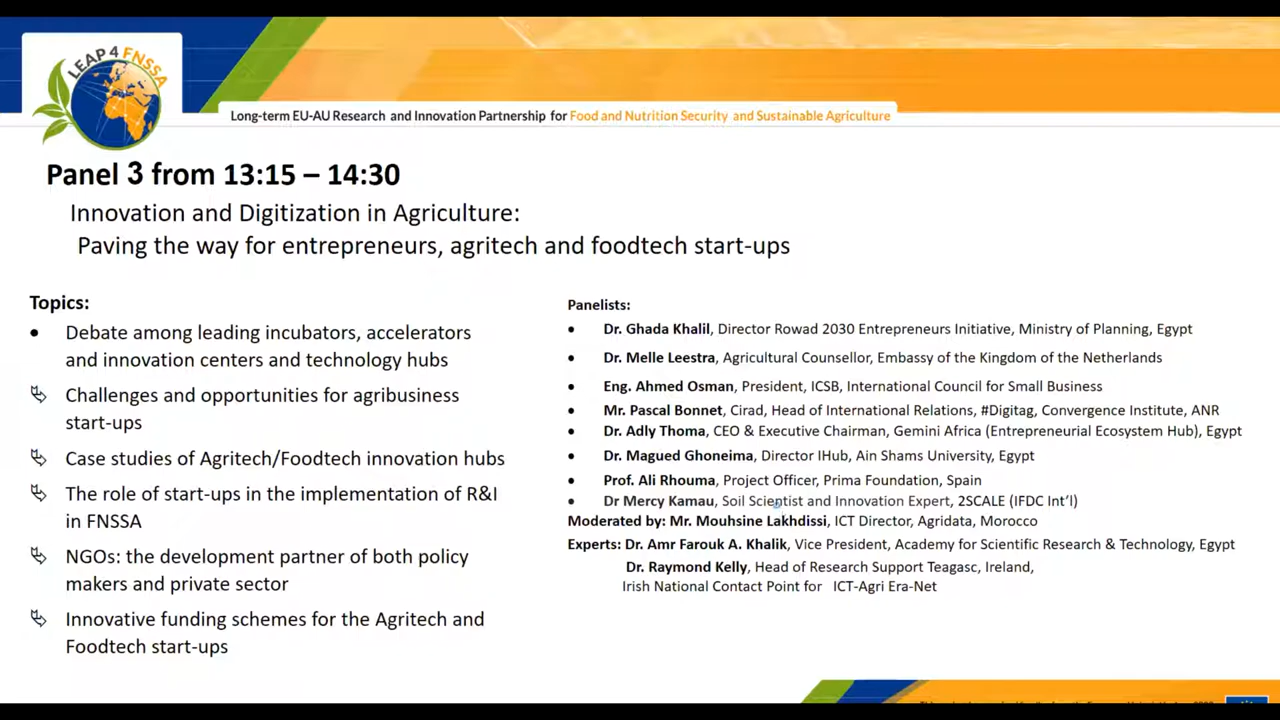 LEAP 4 FNSSA
Long-term EU-AU Research and Innovation Partnership for Food and Nutrition Security and Sustainable Agriculture
Panel 3 from 13:15 – 14:30
Innovation and Digitization in Agriculture:
Paving the way for entrepreneurs, agritech and foodtech start-ups
Topics:
Debate among leading incubators, accelerators
and innovation centers and technology hubs
Challenges and opportunities for agribusiness
start-ups
Case studies of Agritech/Foodtech innovation hubs
The role of start-ups in the implementation of R&I
in FNSSA
NGOs: the development partner of both policy
makers and private sector
Innovative funding schemes for the Agritech and
Foodtech start-ups
Panelists:
Dr. Ghada Khalil, Director Rowad 2030 Entrepreneurs Initiative, Ministry of Planning, Egypt
Dr. Melle Leestra, Agricultural Counsellor, Embassy of the Kingdom of the Netherlands
Eng. Ahmed Osman, President, ICSB, International Council for Small Business
Mr. Pascal Bonnet, Cirad, Head of International Relations, #Digitag, Convergence Institute, ANR
Dr. Adly Thoma, CEO & Executive Chairman, Gemini Africa (Entrepreneurial Ecosystem Hub), Egypt
Dr. Magued Ghoneima, Director IHub, Ain Shams University, Egypt
Prof. Ali Rhouma, Project Officer, Prima Foundation, Spain
Dr Mercy Kamau, Soil Scientist and Innovation Expert, 2SCALE (IFDC Int'l)
Moderated by: Mr. Mouhsine Lakhdissi, ICT Director, Agridata, Morocco
Experts: Dr. Amr Farouk A. Khalik, Vice President, Academy for Scientific Research & Technology, Egypt
Dr. Raymond Kelly, Head of Research Support Teagasc, Ireland,
Irish National Contact Point for ICT-Agri Era-Net